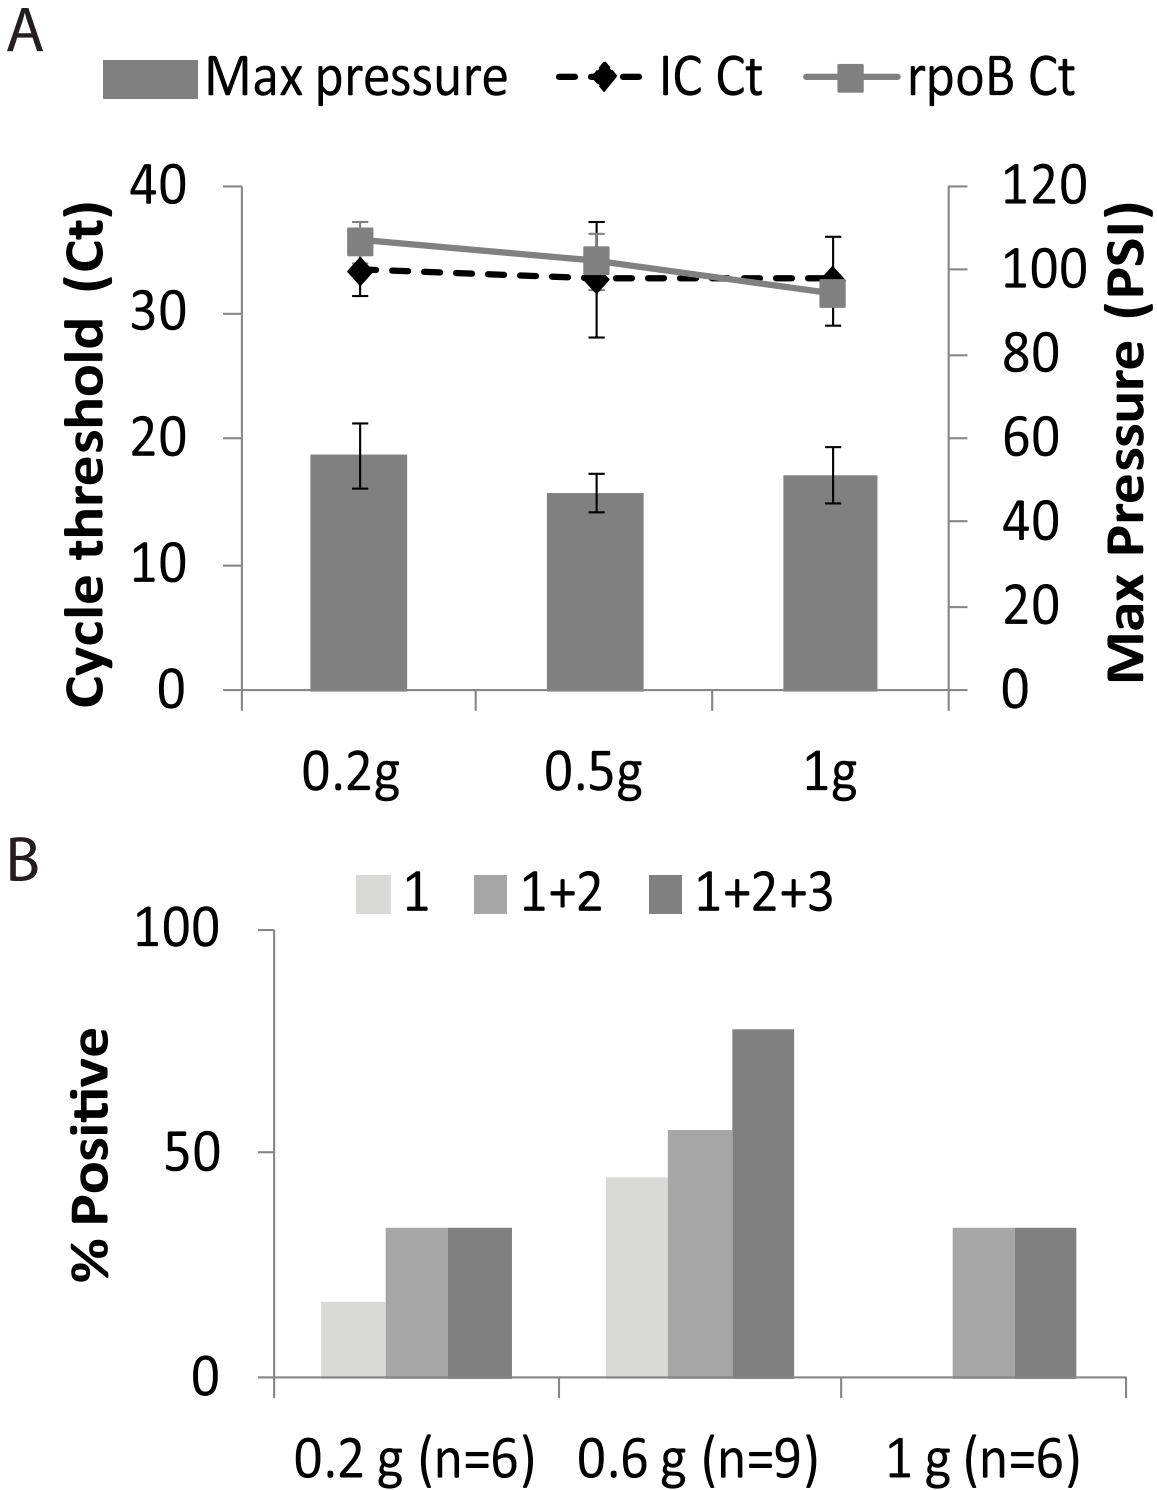 A
Max pressure IC Ct rpoB Ct
Cycle threshold (Ct)
40
30
20
10
0
120
100
80
60
40
20
0
Max Pressure (PSI)
0.2g 0.5g 1g
B
1 1+2 1+2+3
% Positive
100
50
0
0.2 g (n=6) 0.6 g (n=9) 1 g (n=6)